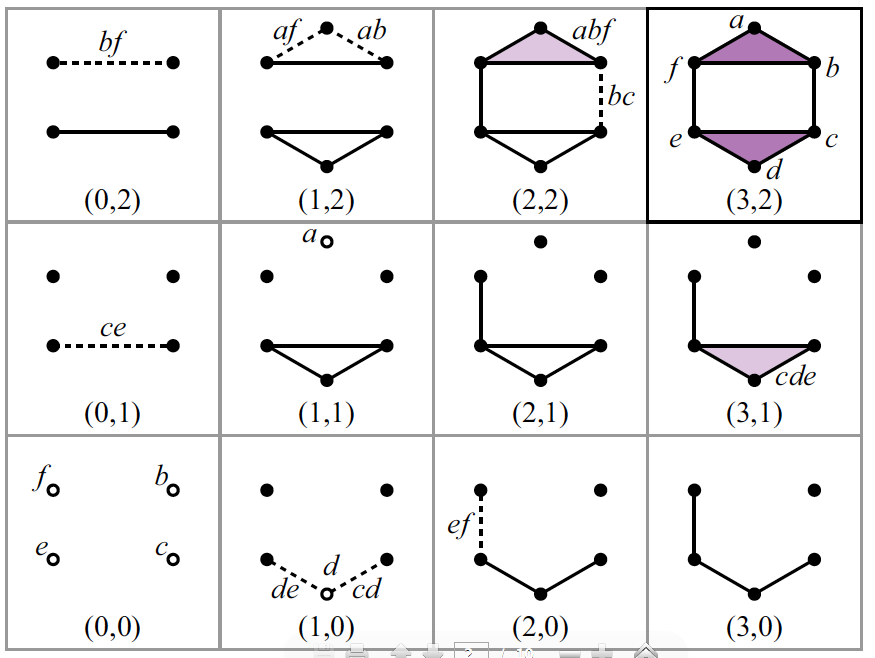 bf
(0,2)
af ab
(1,2)
abf
bc
(2,2)
a
f b
e c
d
(3,2)
ce
(0,1)
a
(1,1)
(2,1)
cde
(3,1)
f b
e c
(0,0)
d
de cd
(1,0)
ef
(2,0)
(3,0)